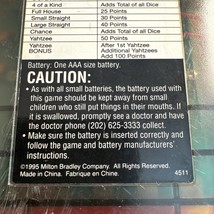 4 of a Kind Adds Total of all Dice
Full House 25 Points
Small Straight 30 Points
Large Straight 40 Points
Chance Adds Total of all Dice
Yahtzee 50 Points
Yahtzee After 1st Yahtzee
BONUS Additional Yahtzees
Add 100 Points
Battery: One AAA size battery.
CAUTION:
• As with all small batteries, the battery used with
this game should be kept away from small children
who still put things in their mouths. If it
is swallowed, promptly see a doctor and have
the doctor phone (202) 625-3333 collect.
• Make sure the battery is inserted correctly and
follow the game and battery manufacturers'
instructions.
©1995 Milton Bradley Company. All Rights Reserved.
Made in China. Fabrique en Chine. 4511